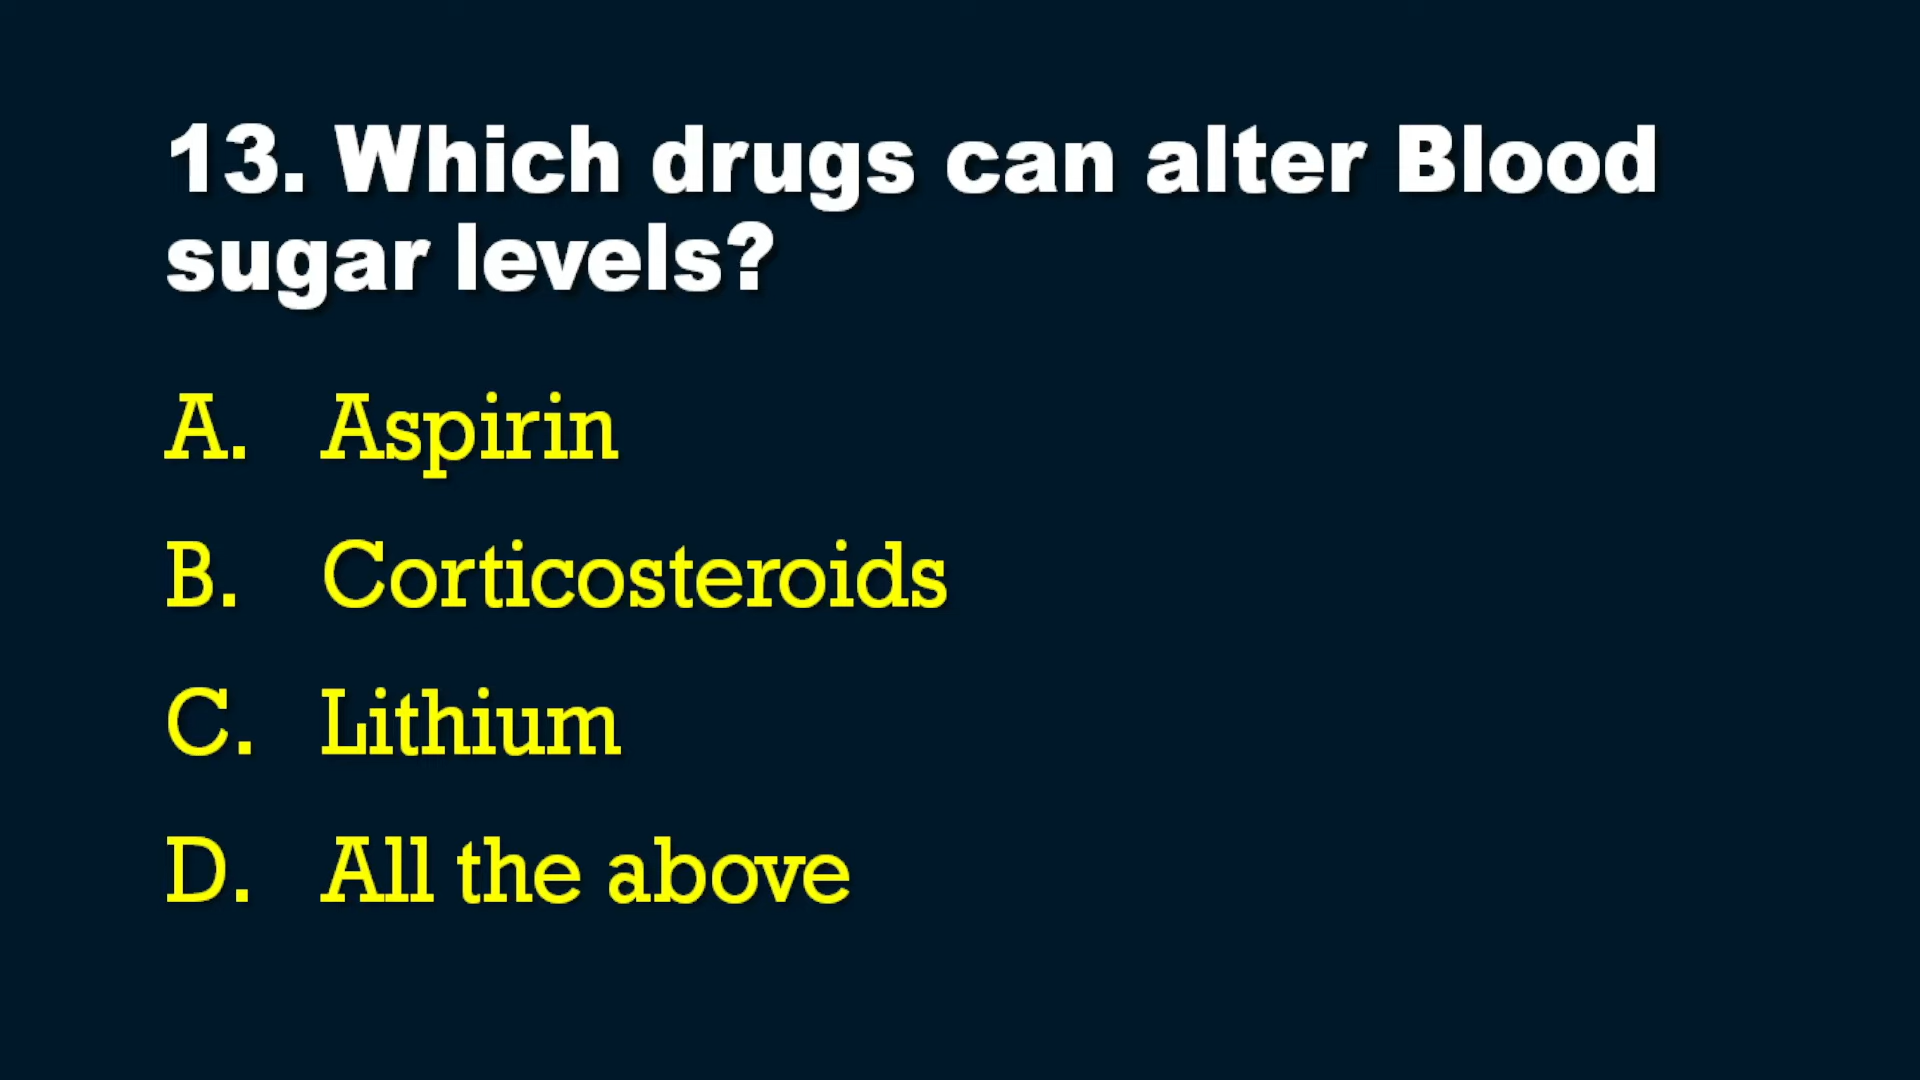 13. Which drugs can alter Blood
sugar levels?
A. Aspirin
B. Corticosteroids
C. Lithium
D. All the above